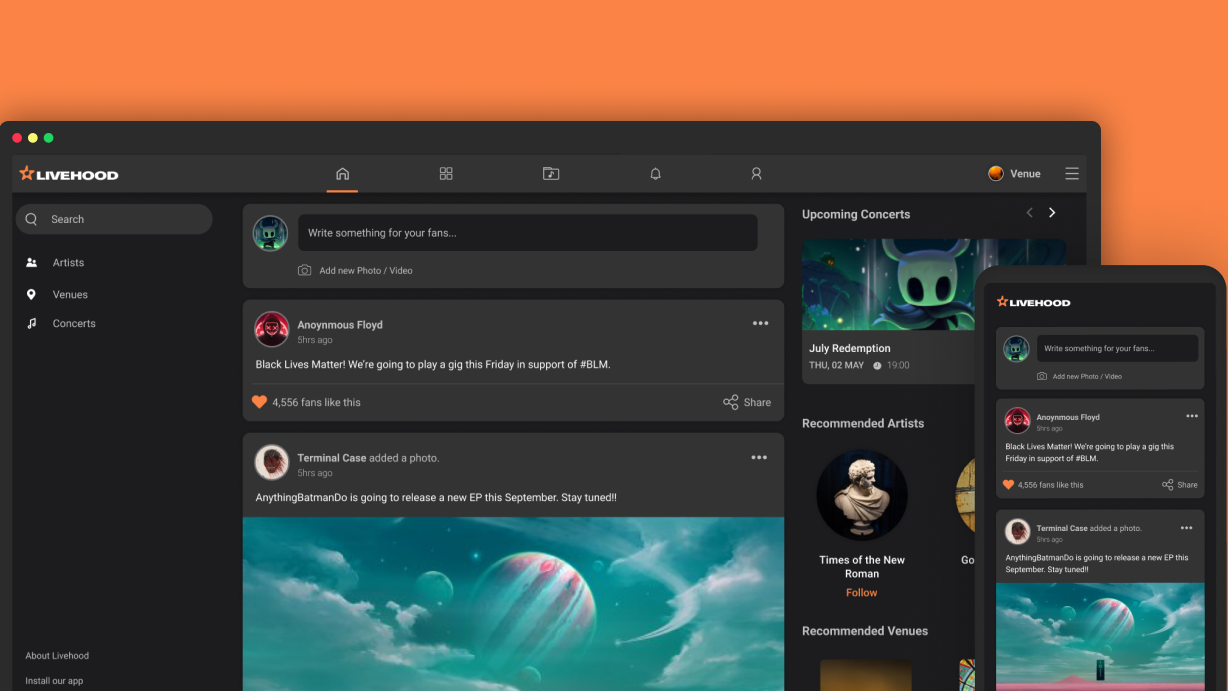 LIVEHOOD
Venue
Search
Artists
Venues
Concerts
About Livehood
Install our app
Write something for your fans...
Add new Photo / Video
Anoynmous Floyd
5hrs ago
Black Lives Matter! We're going to play a gig this Friday in support of #BLM.
4,556 fans like this
Share
Terminal Case added a photo.
5hrs ago
AnythingBatmanDo is going to release a new EP this September. Stay tuned!!
Upcoming Concerts
July Redemption
THU, 02 MAY 19:00
Recommended Artists
Times of the New
Roman
Follow
Go
Recommended Venues
LIVEHOOD
Write something for your fans...
Add new Photo / Video
Anoynmous Floyd
5hrs ago
Black Lives Matter! We're going to play a gig this
Friday in support of #BLM.
4,556 fans like this
Share
Terminal Case added a photo.
5hrs ago
AnythingBatmanDo is going to release a new EP this
September. Stay tuned!!